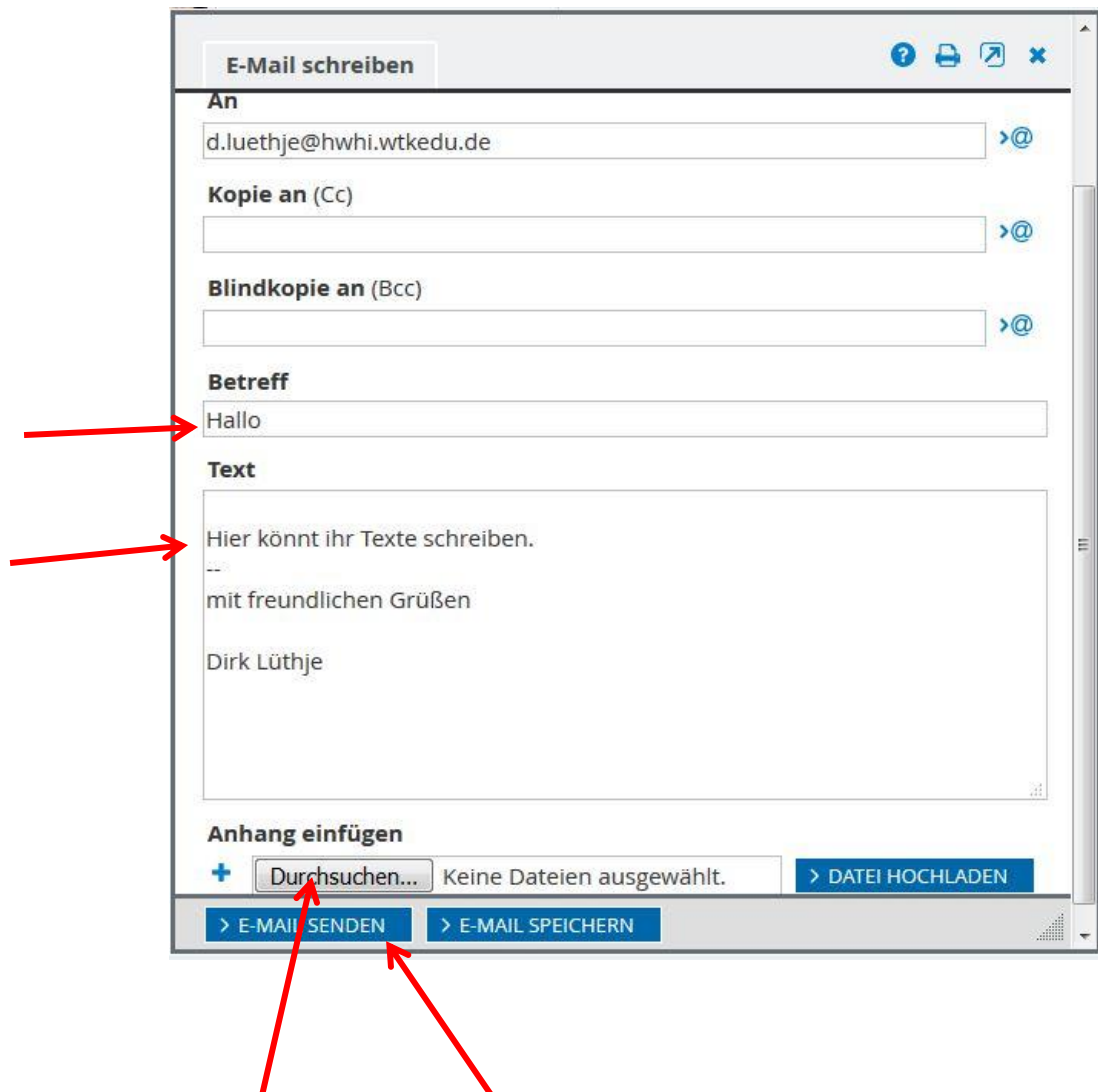 E-Mail schreiben
An
d.luethje@hwhi.wtkedu.de
>@
Kopie an (Cc)
>@
Blindkopie an (Bcc)
>@
Betreff
Hallo
Text
Hier könnt ihr Texte schreiben.
--
mit freundlichen Grüßen
Dirk Lüthje
Anhang einfügen
+ Durchsuchen... Keine Dateien ausgewählt. > DATEI HOCHLADEN
> E-MAIL SENDEN > E-MAIL SPEICHERN